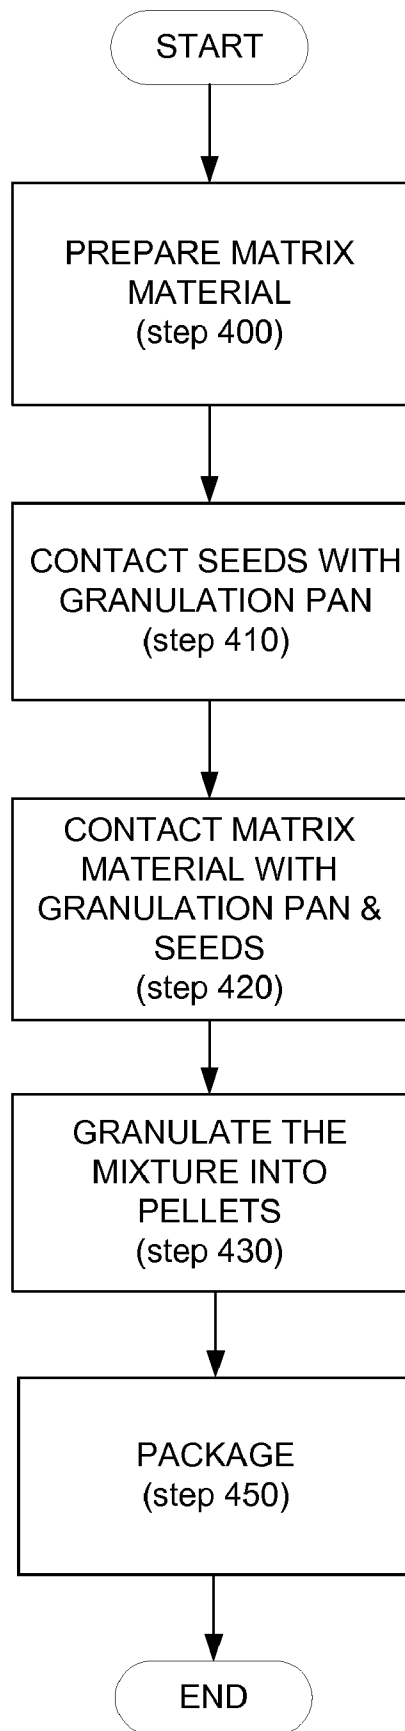 START
PREPARE MATRIX
MATERIAL
(step 400)
CONTACT SEEDS WITH
GRANULATION PAN
(step 410)
CONTACT MATRIX
MATERIAL WITH
GRANULATION PAN &
SEEDS
(step 420)
GRANULATE THE
MIXTURE INTO
PELLETS
(step 430)
PACKAGE
(step 450)
END